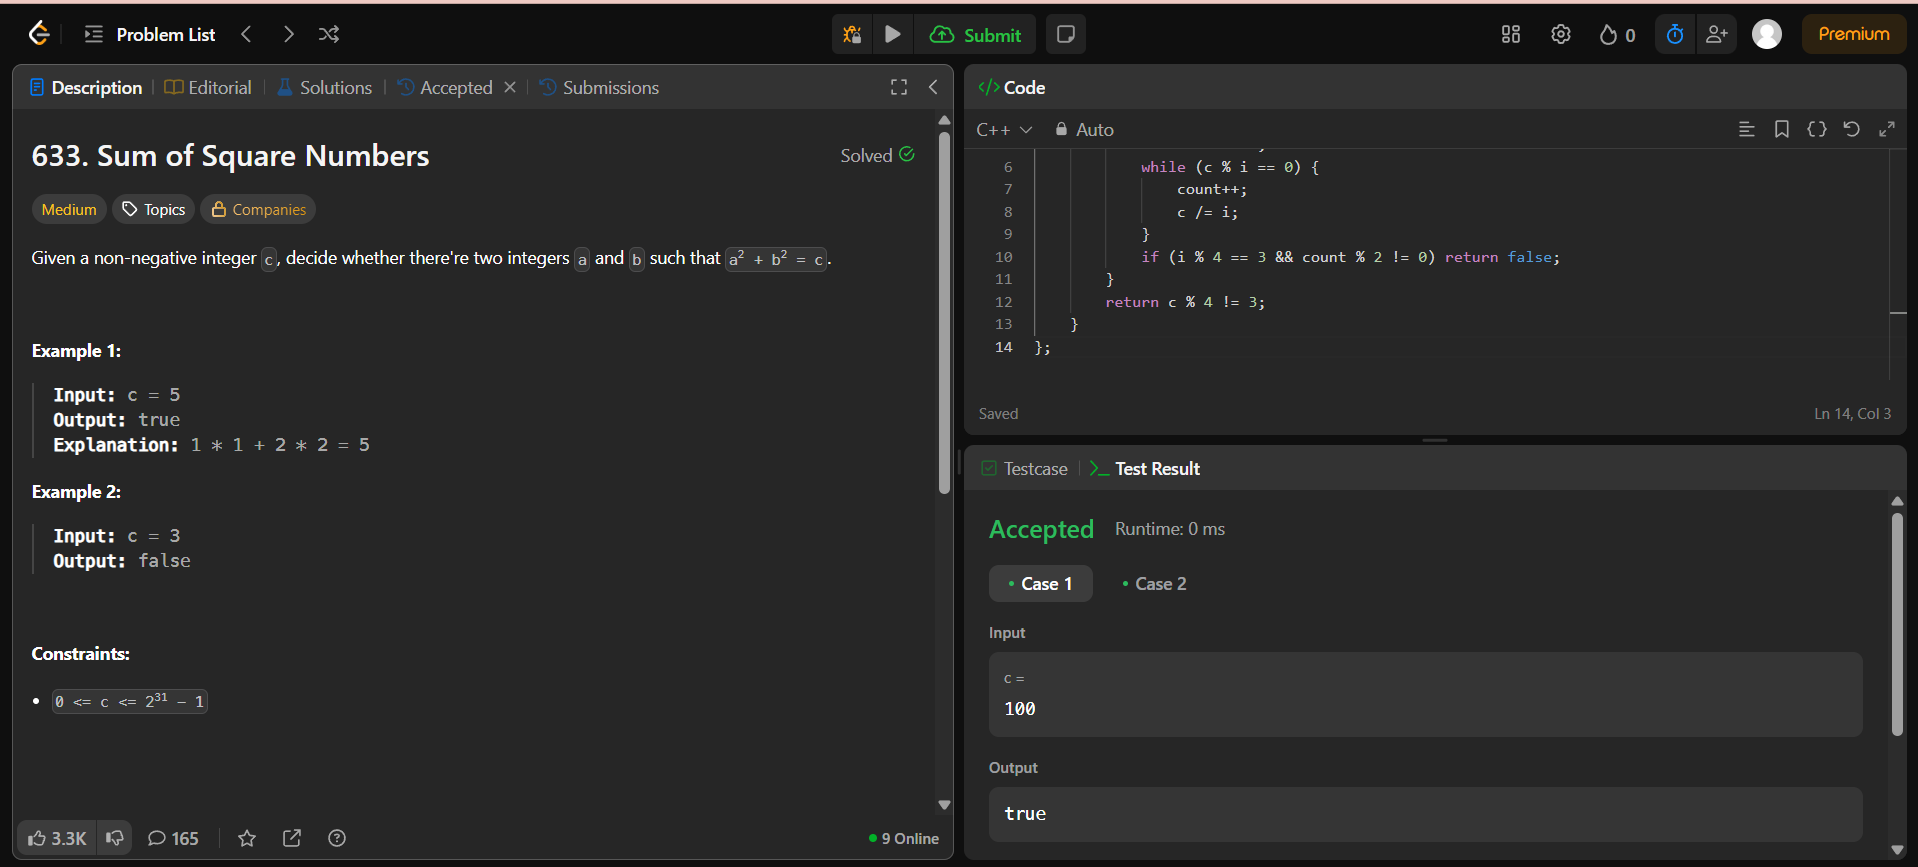 Problem List
Submit
0
Premium
Description
Editorial
Solutions
Accepted
Submissions
633. Sum of Square Numbers
Solved
Medium
Topics
Companies
Given a non-negative integer c, decide whether there're two integers a and b such that a² + b² = c.
Example 1:
Input: c = 5
Output: true
Explanation: 1 * 1 + 2 * 2 = 5
Example 2:
Input: c = 3
Output: false
Constraints:
• 0 <= c <= 2³¹ − 1
3.3K
165
9 Online
</> Code
C++
Auto
6 while (c % i == 0) {
7 count++;
8 c /= i;
9 }
10 if (i % 4 == 3 && count % 2 != 0) return false;
11 }
12 return c % 4 != 3;
13 }
14 };
Saved
Ln 14, Col 3
Testcase
Test Result
Accepted
Runtime: 0 ms
• Case 1
• Case 2
Input
c =
100
Output
true